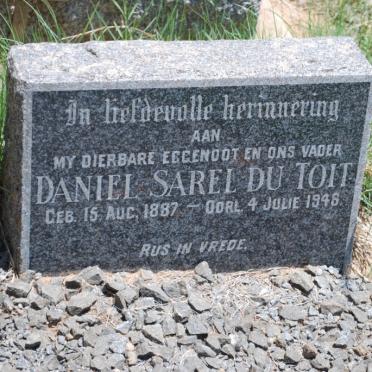 In liefdevolle herinnering
AAN
MY DIERBARE EGGENOOT EN ONS VADER
DANIEL SAREL DU TOIT
GEB. 15. AUG. 1887 — OORL. 4 JULIE 1948.
RUS IN VREDE.